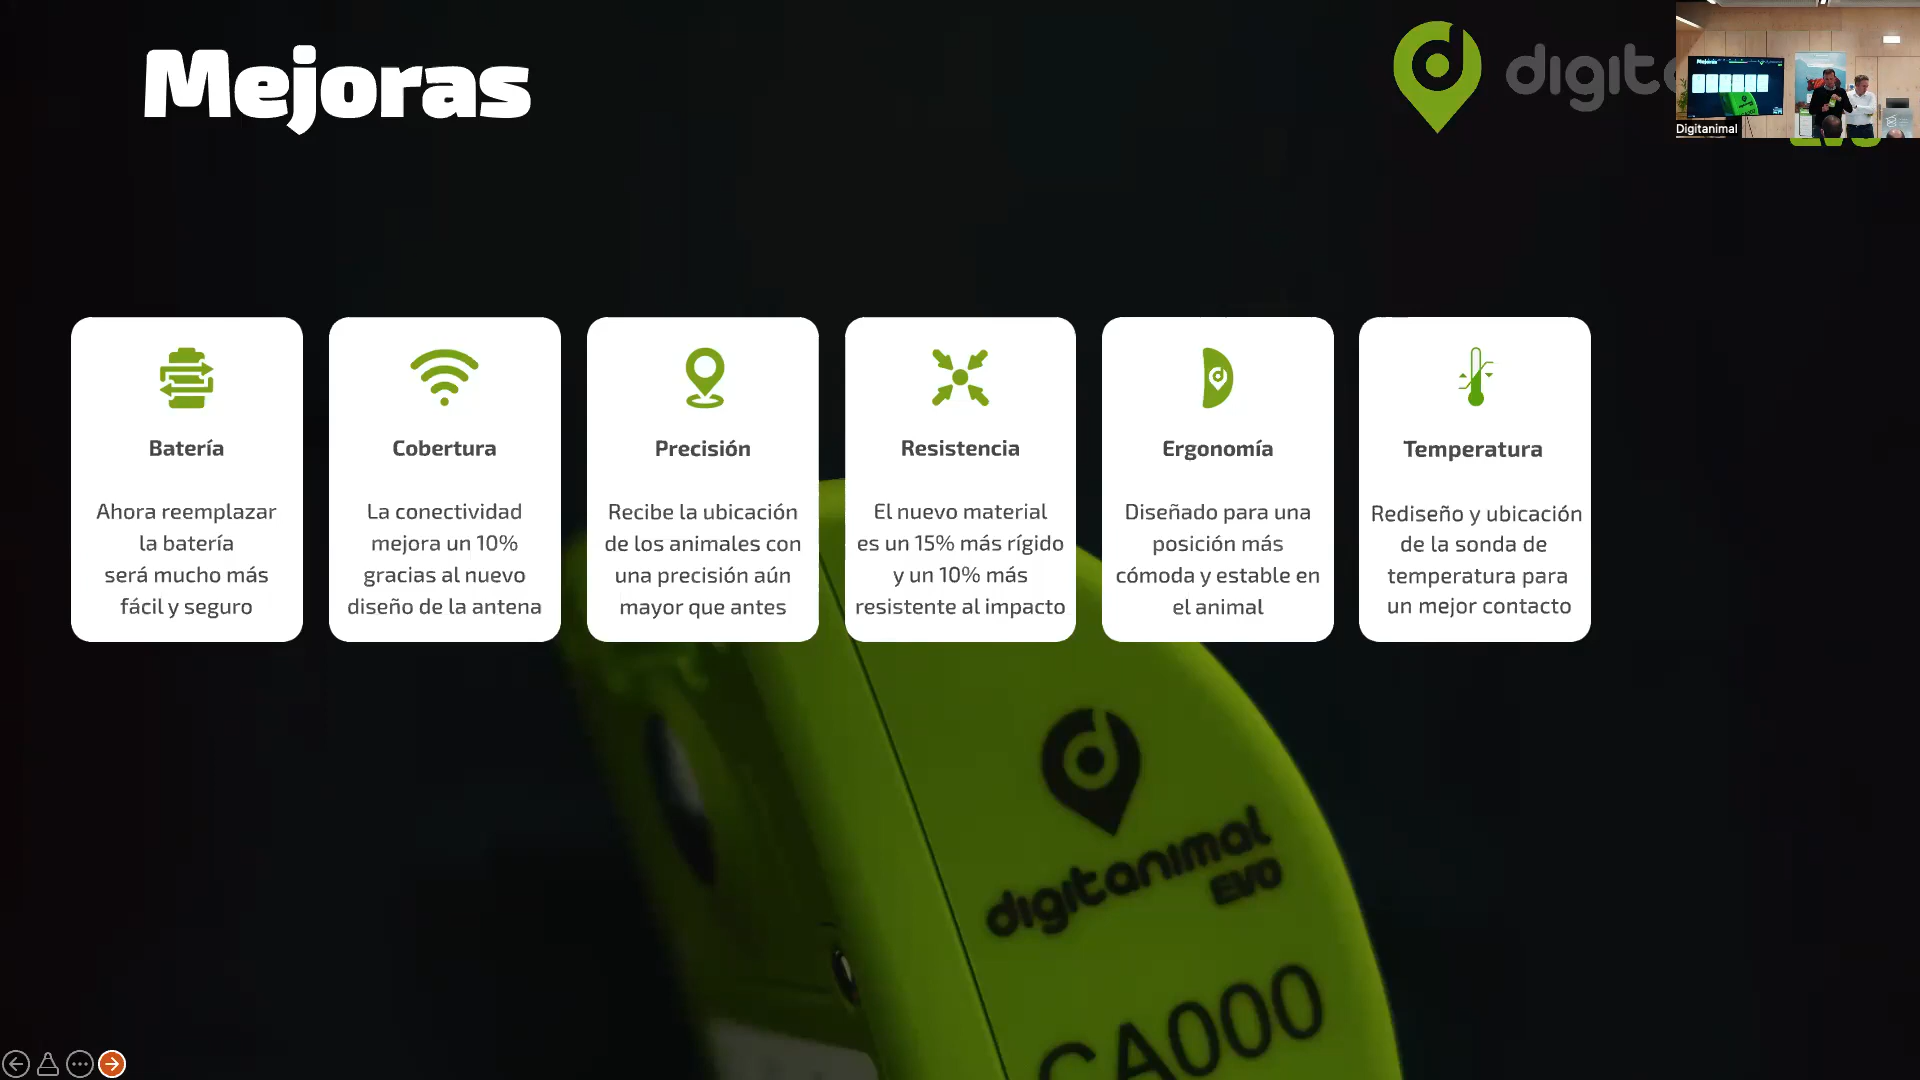 Mejoras
digit
Digitanimal
Batería
Ahora reemplazar
la batería
será mucho más
fácil y seguro
Cobertura
La conectividad
mejora un 10%
gracias al nuevo
diseño de la antena
Precisión
Recibe la ubicación
de los animales con
una precisión aún
mayor que antes
Resistencia
El nuevo material
es un 15% más rígido
y un 10% más
resistente al impacto
Ergonomía
Diseñado para una
posición más
cómoda y estable en
el animal
Temperatura
Rediseño y ubicación
de la sonda de
temperatura para
un mejor contacto
digitanimal
EVO
CA000